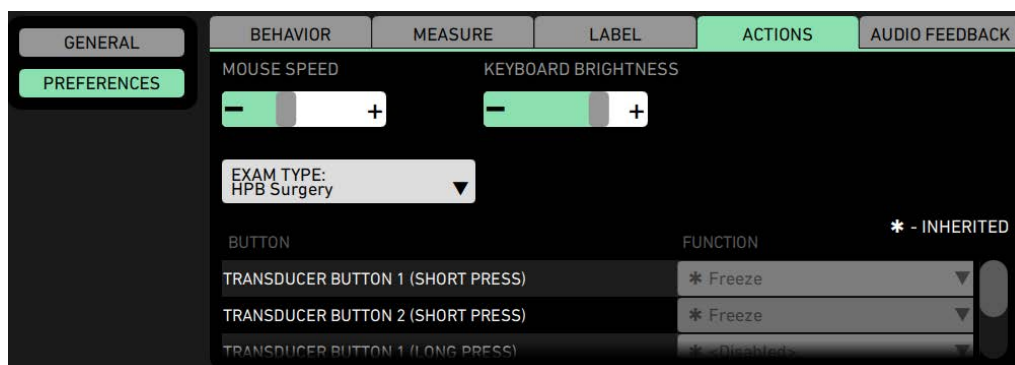 GENERAL
PREFERENCES
BEHAVIOR
MEASURE
LABEL
ACTIONS
AUDIO FEEDBACK
MOUSE SPEED
KEYBOARD BRIGHTNESS
− +
− +
EXAM TYPE:
HPB Surgery
✱ - INHERITED
BUTTON FUNCTION
TRANSDUCER BUTTON 1 (SHORT PRESS) ✱ Freeze
TRANSDUCER BUTTON 2 (SHORT PRESS) ✱ Freeze
TRANSDUCER BUTTON 1 (LONG PRESS) ✱ <Disabled>